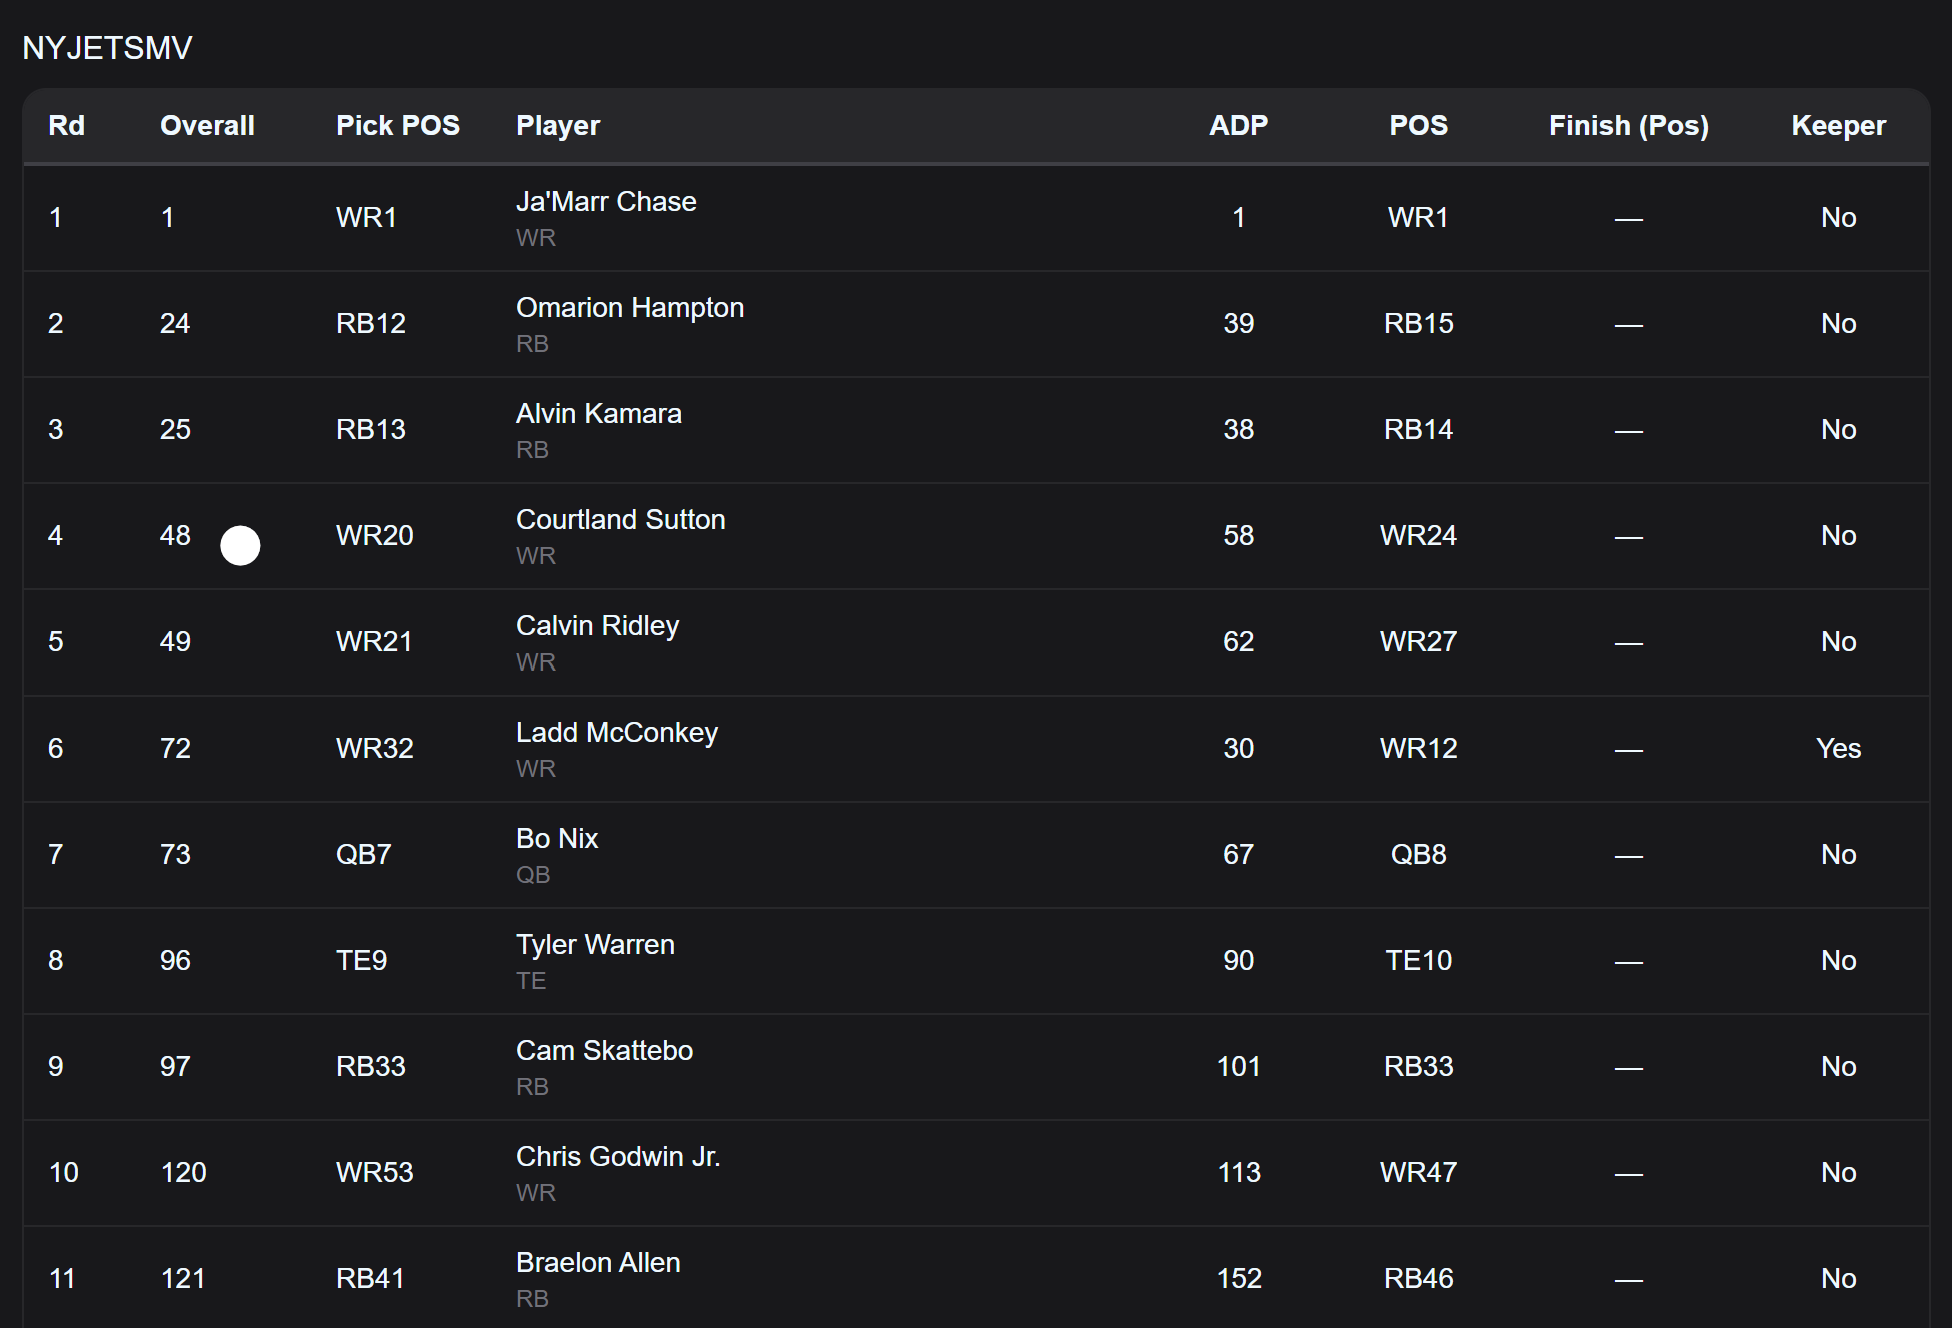 NYJETSMV
Rd Overall Pick POS Player ADP POS Finish (Pos) Keeper
1 1 WR1 Ja'Marr Chase 1 WR1 — No
WR
2 24 RB12 Omarion Hampton 39 RB15 — No
RB
3 25 RB13 Alvin Kamara 38 RB14 — No
RB
4 48 WR20 Courtland Sutton 58 WR24 — No
WR
5 49 WR21 Calvin Ridley 62 WR27 — No
WR
6 72 WR32 Ladd McConkey 30 WR12 — Yes
WR
7 73 QB7 Bo Nix 67 QB8 — No
QB
8 96 TE9 Tyler Warren 90 TE10 — No
TE
9 97 RB33 Cam Skattebo 101 RB33 — No
RB
10 120 WR53 Chris Godwin Jr. 113 WR47 — No
WR
11 121 RB41 Braelon Allen 152 RB46 — No
RB